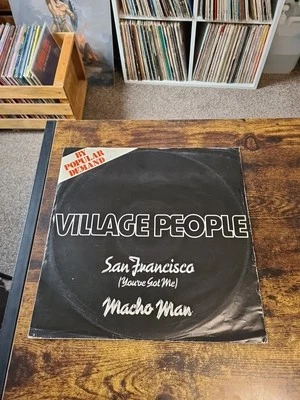 BY
POPULAR
DEMAND
VILLAGE PEOPLE
San Francisco
(You've Got Me)
Macho Man